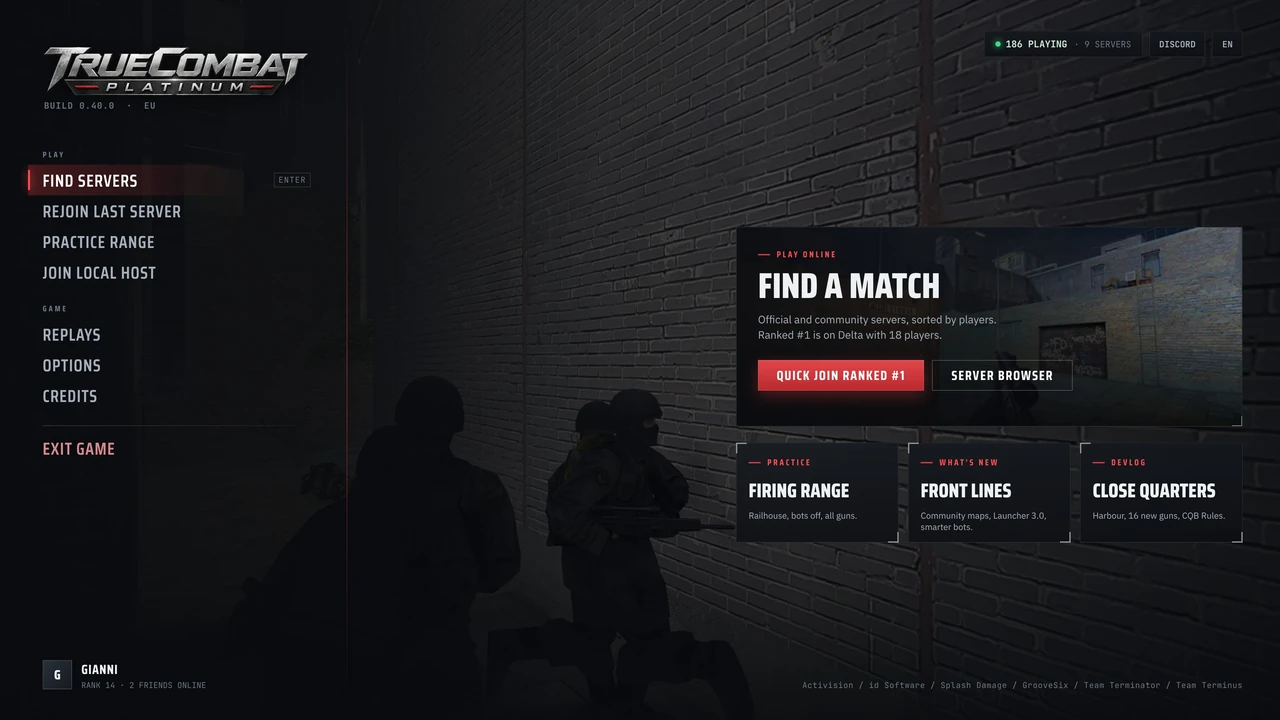 TRUECOMBAT
PLATINUM
BUILD 0.40.0 · EU
186 PLAYING · 9 SERVERS
DISCORD
EN
PLAY
FIND SERVERS
ENTER
REJOIN LAST SERVER
PRACTICE RANGE
JOIN LOCAL HOST
GAME
REPLAYS
OPTIONS
CREDITS
EXIT GAME
PLAY ONLINE
FIND A MATCH
Official and community servers, sorted by players.
Ranked #1 is on Delta with 18 players.
QUICK JOIN RANKED #1
SERVER BROWSER
PRACTICE
FIRING RANGE
Railhouse, bots off, all guns.
WHAT'S NEW
FRONT LINES
Community maps, Launcher 3.0,
smarter bots.
DEVLOG
CLOSE QUARTERS
Harbour, 16 new guns, CQB Rules.
G
GIANNI
RANK 14 · 2 FRIENDS ONLINE
Activision / id Software / Splash Damage / GrooveSix / Team Terminator / Team Terminus